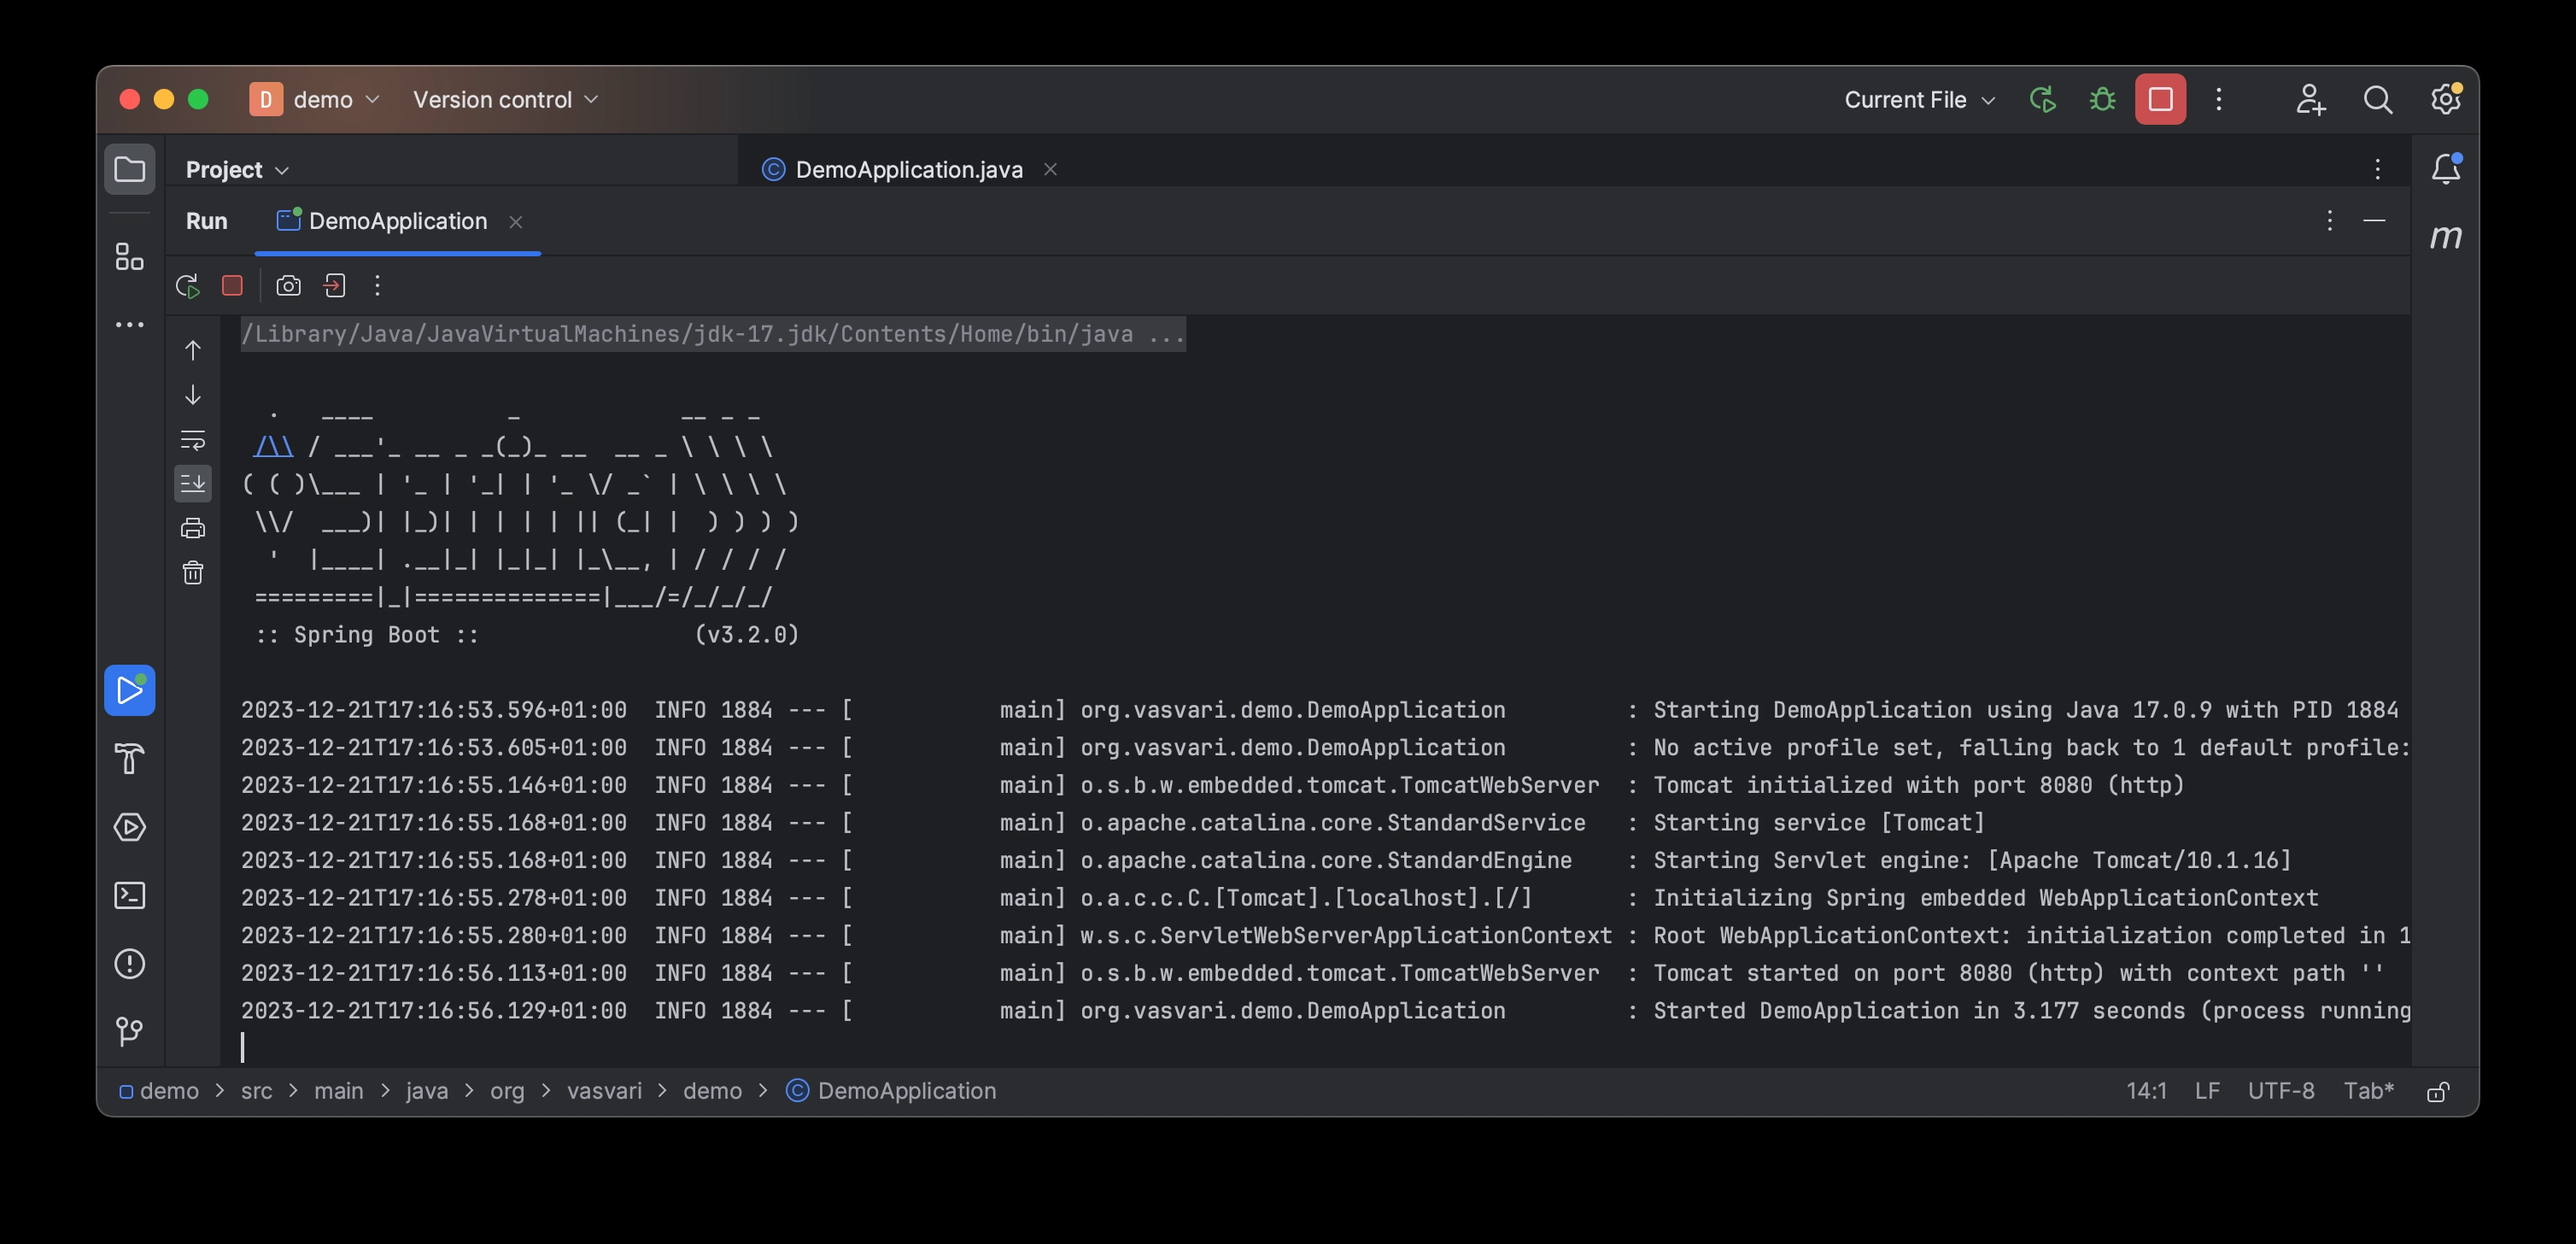 D demo Version control Current File
Project DemoApplication.java
Run DemoApplication
m
/Library/Java/JavaVirtualMachines/jdk-17.jdk/Contents/Home/bin/java ...
  .   ____          _            __ _ _
 /\\ / ___'_ __ _ _(_)_ __  __ _ \ \ \ \
( ( )\___ | '_ | '_| | '_ \/ _` | \ \ \ \
 \\/  ___)| |_)| | | | | || (_| |  ) ) ) )
  '  |____| .__|_| |_|_| |_\__, | / / / /
 =========|_|==============|___/=/_/_/_/
 :: Spring Boot ::                (v3.2.0)
2023-12-21T17:16:53.596+01:00  INFO 1884 --- [           main] org.vasvari.demo.DemoApplication         : Starting DemoApplication using Java 17.0.9 with PID 1884
2023-12-21T17:16:53.605+01:00  INFO 1884 --- [           main] org.vasvari.demo.DemoApplication         : No active profile set, falling back to 1 default profile:
2023-12-21T17:16:55.146+01:00  INFO 1884 --- [           main] o.s.b.w.embedded.tomcat.TomcatWebServer  : Tomcat initialized with port 8080 (http)
2023-12-21T17:16:55.168+01:00  INFO 1884 --- [           main] o.apache.catalina.core.StandardService   : Starting service [Tomcat]
2023-12-21T17:16:55.168+01:00  INFO 1884 --- [           main] o.apache.catalina.core.StandardEngine    : Starting Servlet engine: [Apache Tomcat/10.1.16]
2023-12-21T17:16:55.278+01:00  INFO 1884 --- [           main] o.a.c.c.C.[Tomcat].[localhost].[/]       : Initializing Spring embedded WebApplicationContext
2023-12-21T17:16:55.280+01:00  INFO 1884 --- [           main] w.s.c.ServletWebServerApplicationContext : Root WebApplicationContext: initialization completed in 1
2023-12-21T17:16:56.113+01:00  INFO 1884 --- [           main] o.s.b.w.embedded.tomcat.TomcatWebServer  : Tomcat started on port 8080 (http) with context path ''
2023-12-21T17:16:56.129+01:00  INFO 1884 --- [           main] org.vasvari.demo.DemoApplication         : Started DemoApplication in 3.177 seconds (process running
demo > src > main > java > org > vasvari > demo > DemoApplication 14:1 LF UTF-8 Tab*